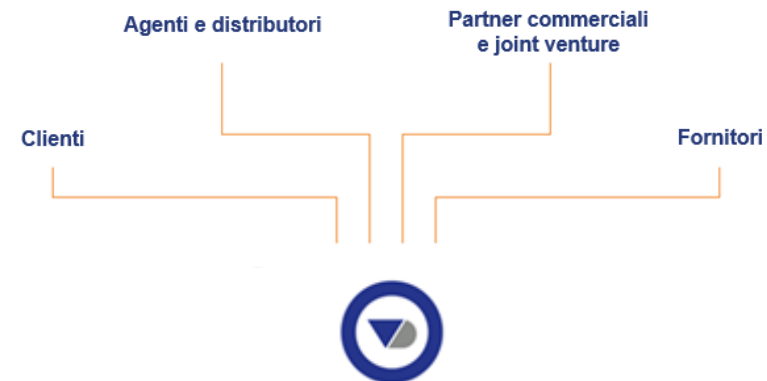 Agenti e distributori
Partner commerciali
e joint venture
Clienti
Fornitori